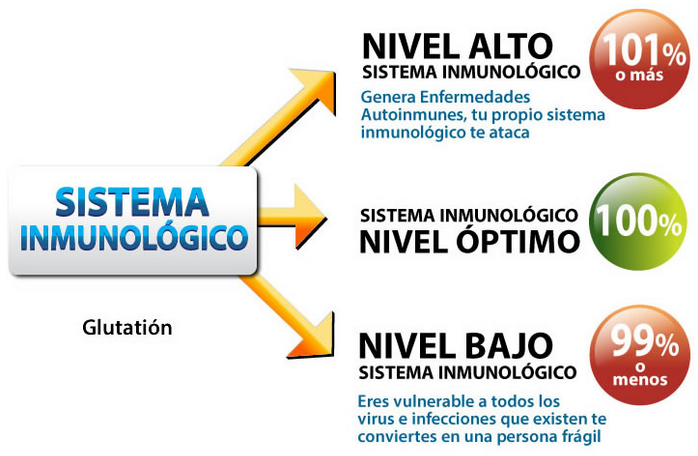 NIVEL ALTO
SISTEMA INMUNOLÓGICO
101%
o más
Genera Enfermedades
Autoinmunes, tu propio sistema
inmunológico te ataca
SISTEMA
INMUNOLÓGICO
Glutatión
SISTEMA INMUNOLÓGICO
NIVEL ÓPTIMO
100%
NIVEL BAJO
SISTEMA INMUNOLÓGICO
99%
o
menos
Eres vulnerable a todos los
virus e infecciones que existen te
conviertes en una persona frágil